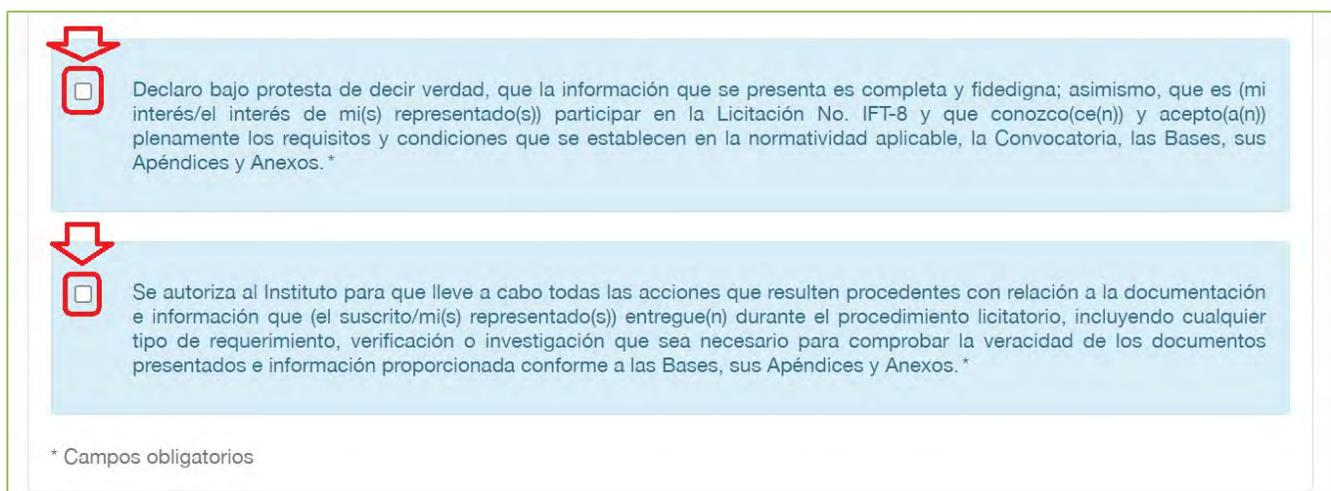 Declaro bajo protesta de decir verdad, que la información que se presenta es completa y fidedigna; asimismo, que es (mi
interés/el interés de mi(s) representado(s)) participar en la Licitación No. IFT-8 y que conozco(ce(n)) y acepto(a(n))
plenamente los requisitos y condiciones que se establecen en la normatividad aplicable, la Convocatoria, las Bases, sus
Apéndices y Anexos. *
Se autoriza al Instituto para que lleve a cabo todas las acciones que resulten procedentes con relación a la documentación
e información que (el suscrito/mi(s) representado(s)) entregue(n) durante el procedimiento licitatorio, incluyendo cualquier
tipo de requerimiento, verificación o investigación que sea necesario para comprobar la veracidad de los documentos
presentados e información proporcionada conforme a las Bases, sus Apéndices y Anexos. *
* Campos obligatorios